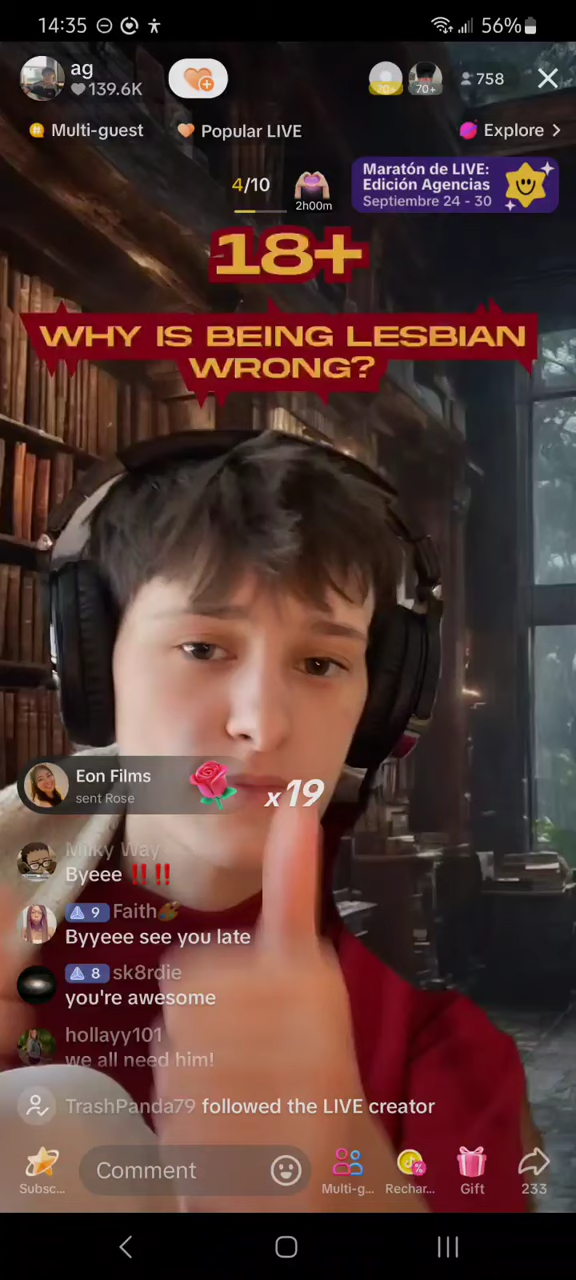 14:35
56%
ag
139.6K
70+
70+
758
Multi-guest
Popular LIVE
Explore
4/10
2h00m
Maratón de LIVE:
Edición Agencias
Septiembre 24 - 30
18+
WHY IS BEING LESBIAN
WRONG?
Eon Films
sent Rose
x19
Milky Way
Byeee ‼️‼️
9 Faith
Byyeee see you late
8 sk8rdie
you're awesome
hollayy101
we all need him!
TrashPanda79 followed the LIVE creator
Comment
Subsc...
Multi-g...
Rechar...
Gift
233